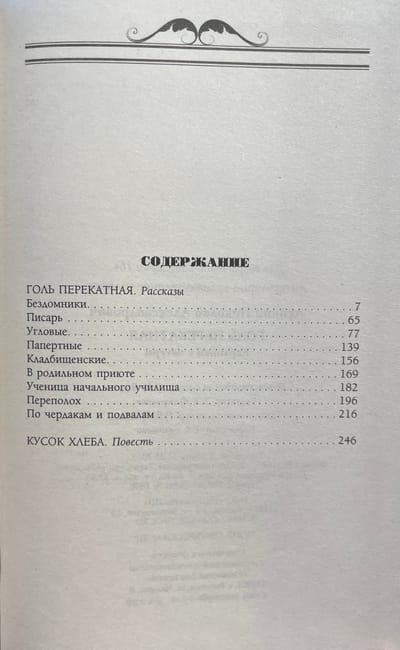 СОДЕРЖАНИЕ
ГОЛЬ ПЕРЕКАТНАЯ. Рассказы
Бездомники. 7
Писарь 65
Угловые. 77
Папертные 139
Кладбищенские. 156
В родильном приюте 169
Ученица начального училища 182
Переполох 196
По чердакам и подвалам 216
КУСОК ХЛЕБА. Повесть 246